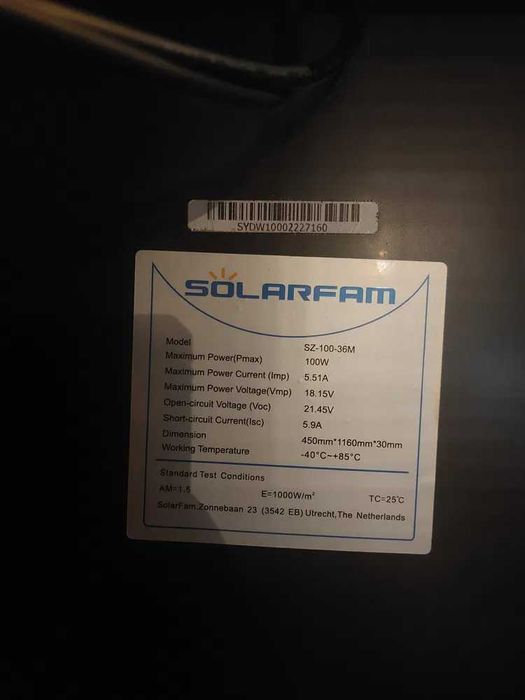 SYDW10002227160
SOLARFAM
Model SZ-100-36M
Maximum Power(Pmax) 100W
Maximum Power Current (Imp) 5.51A
Maximum Power Voltage(Vmp) 18.15V
Open-circuit Voltage (Voc) 21.45V
Short-circuit Current(Isc) 5.9A
Dimension 450mm*1160mm*30mm
Working Temperature -40°C~+85°C
Standard Test Conditions
AM=1.5 E=1000W/m² TC=25℃
SolarFam.Zonnebaan 23 (3542 EB) Utrecht,The Netherlands